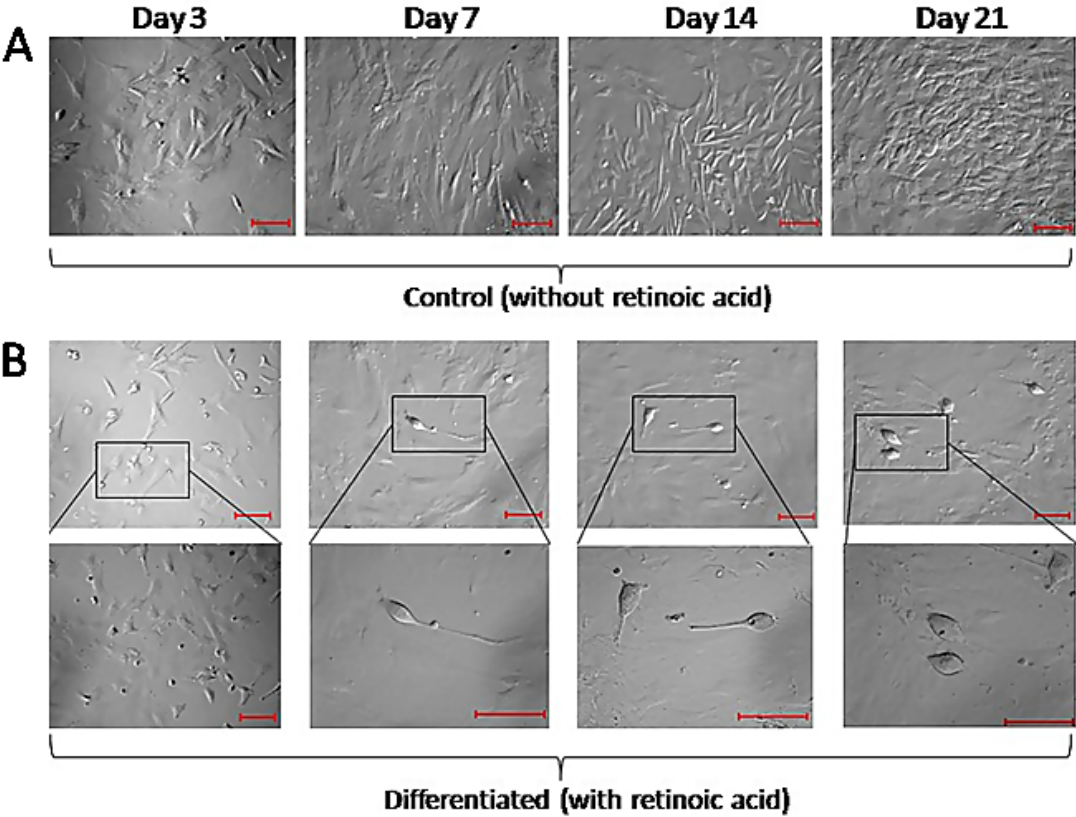 Day 3 Day 7 Day 14 Day 21
A
Control (without retinoic acid)
B
Differentiated (with retinoic acid)